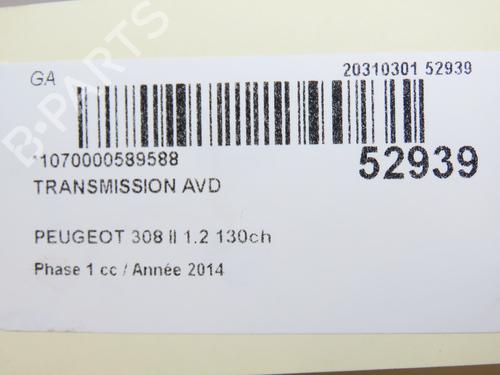 GA
20310301 52939
*1070000589588
52939
TRANSMISSION AVD
PEUGEOT 308 II 1.2 130ch
Phase 1 cc / Année 2014
B-PARTS